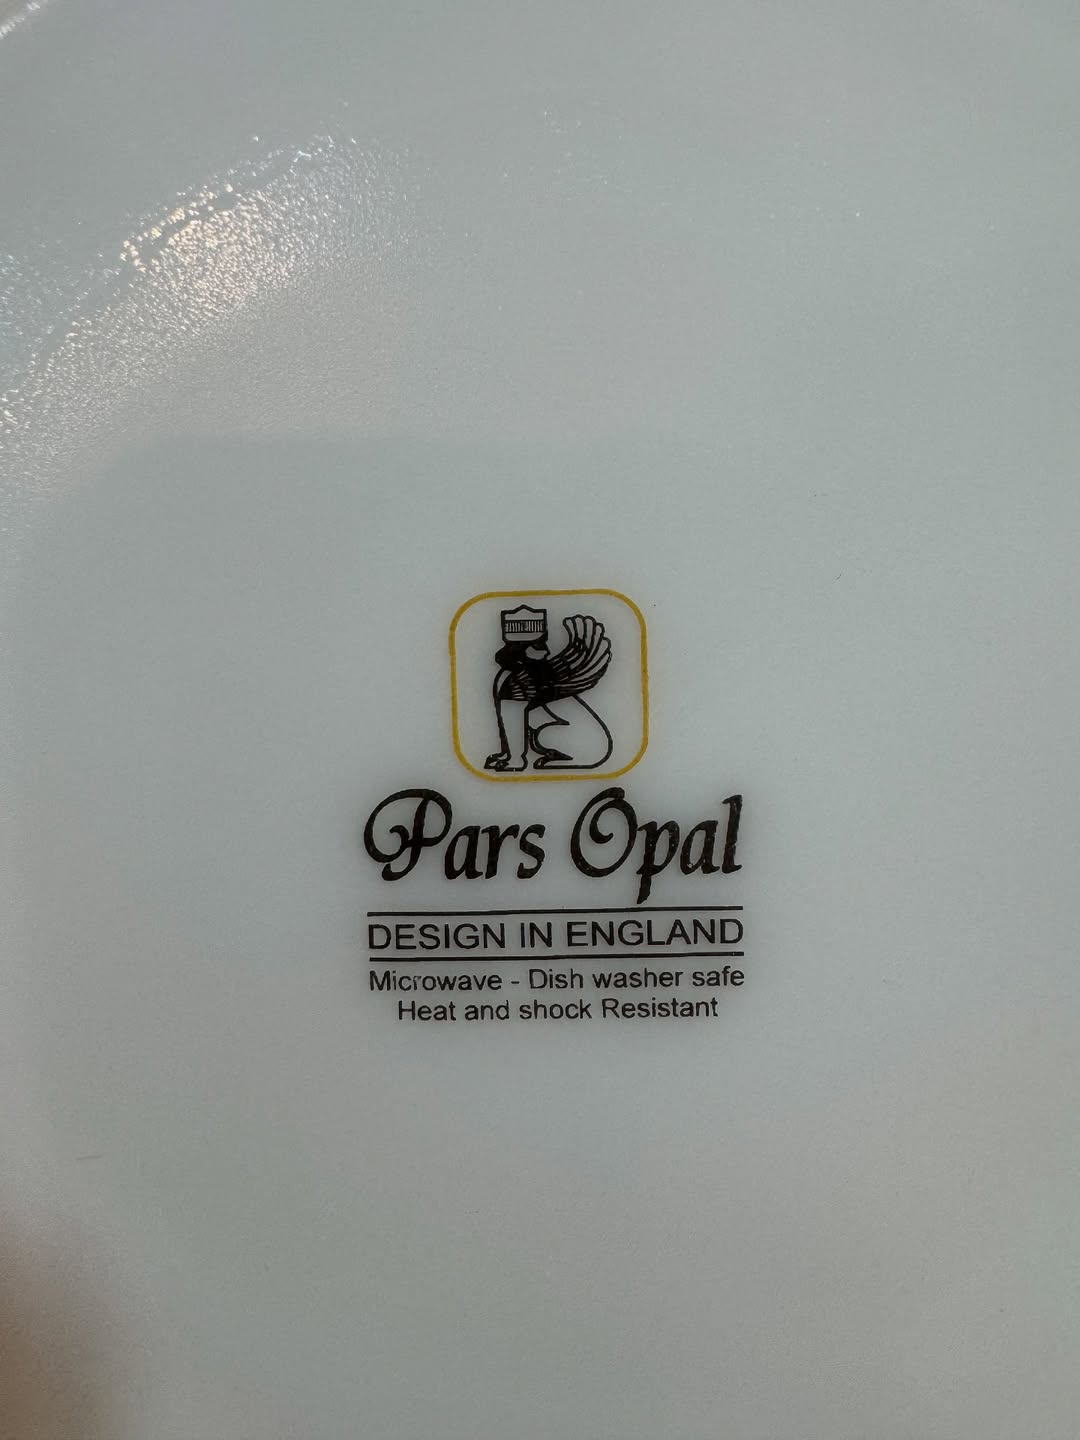 Pars Opal
DESIGN IN ENGLAND
Microwave - Dish washer safe
Heat and shock Resistant